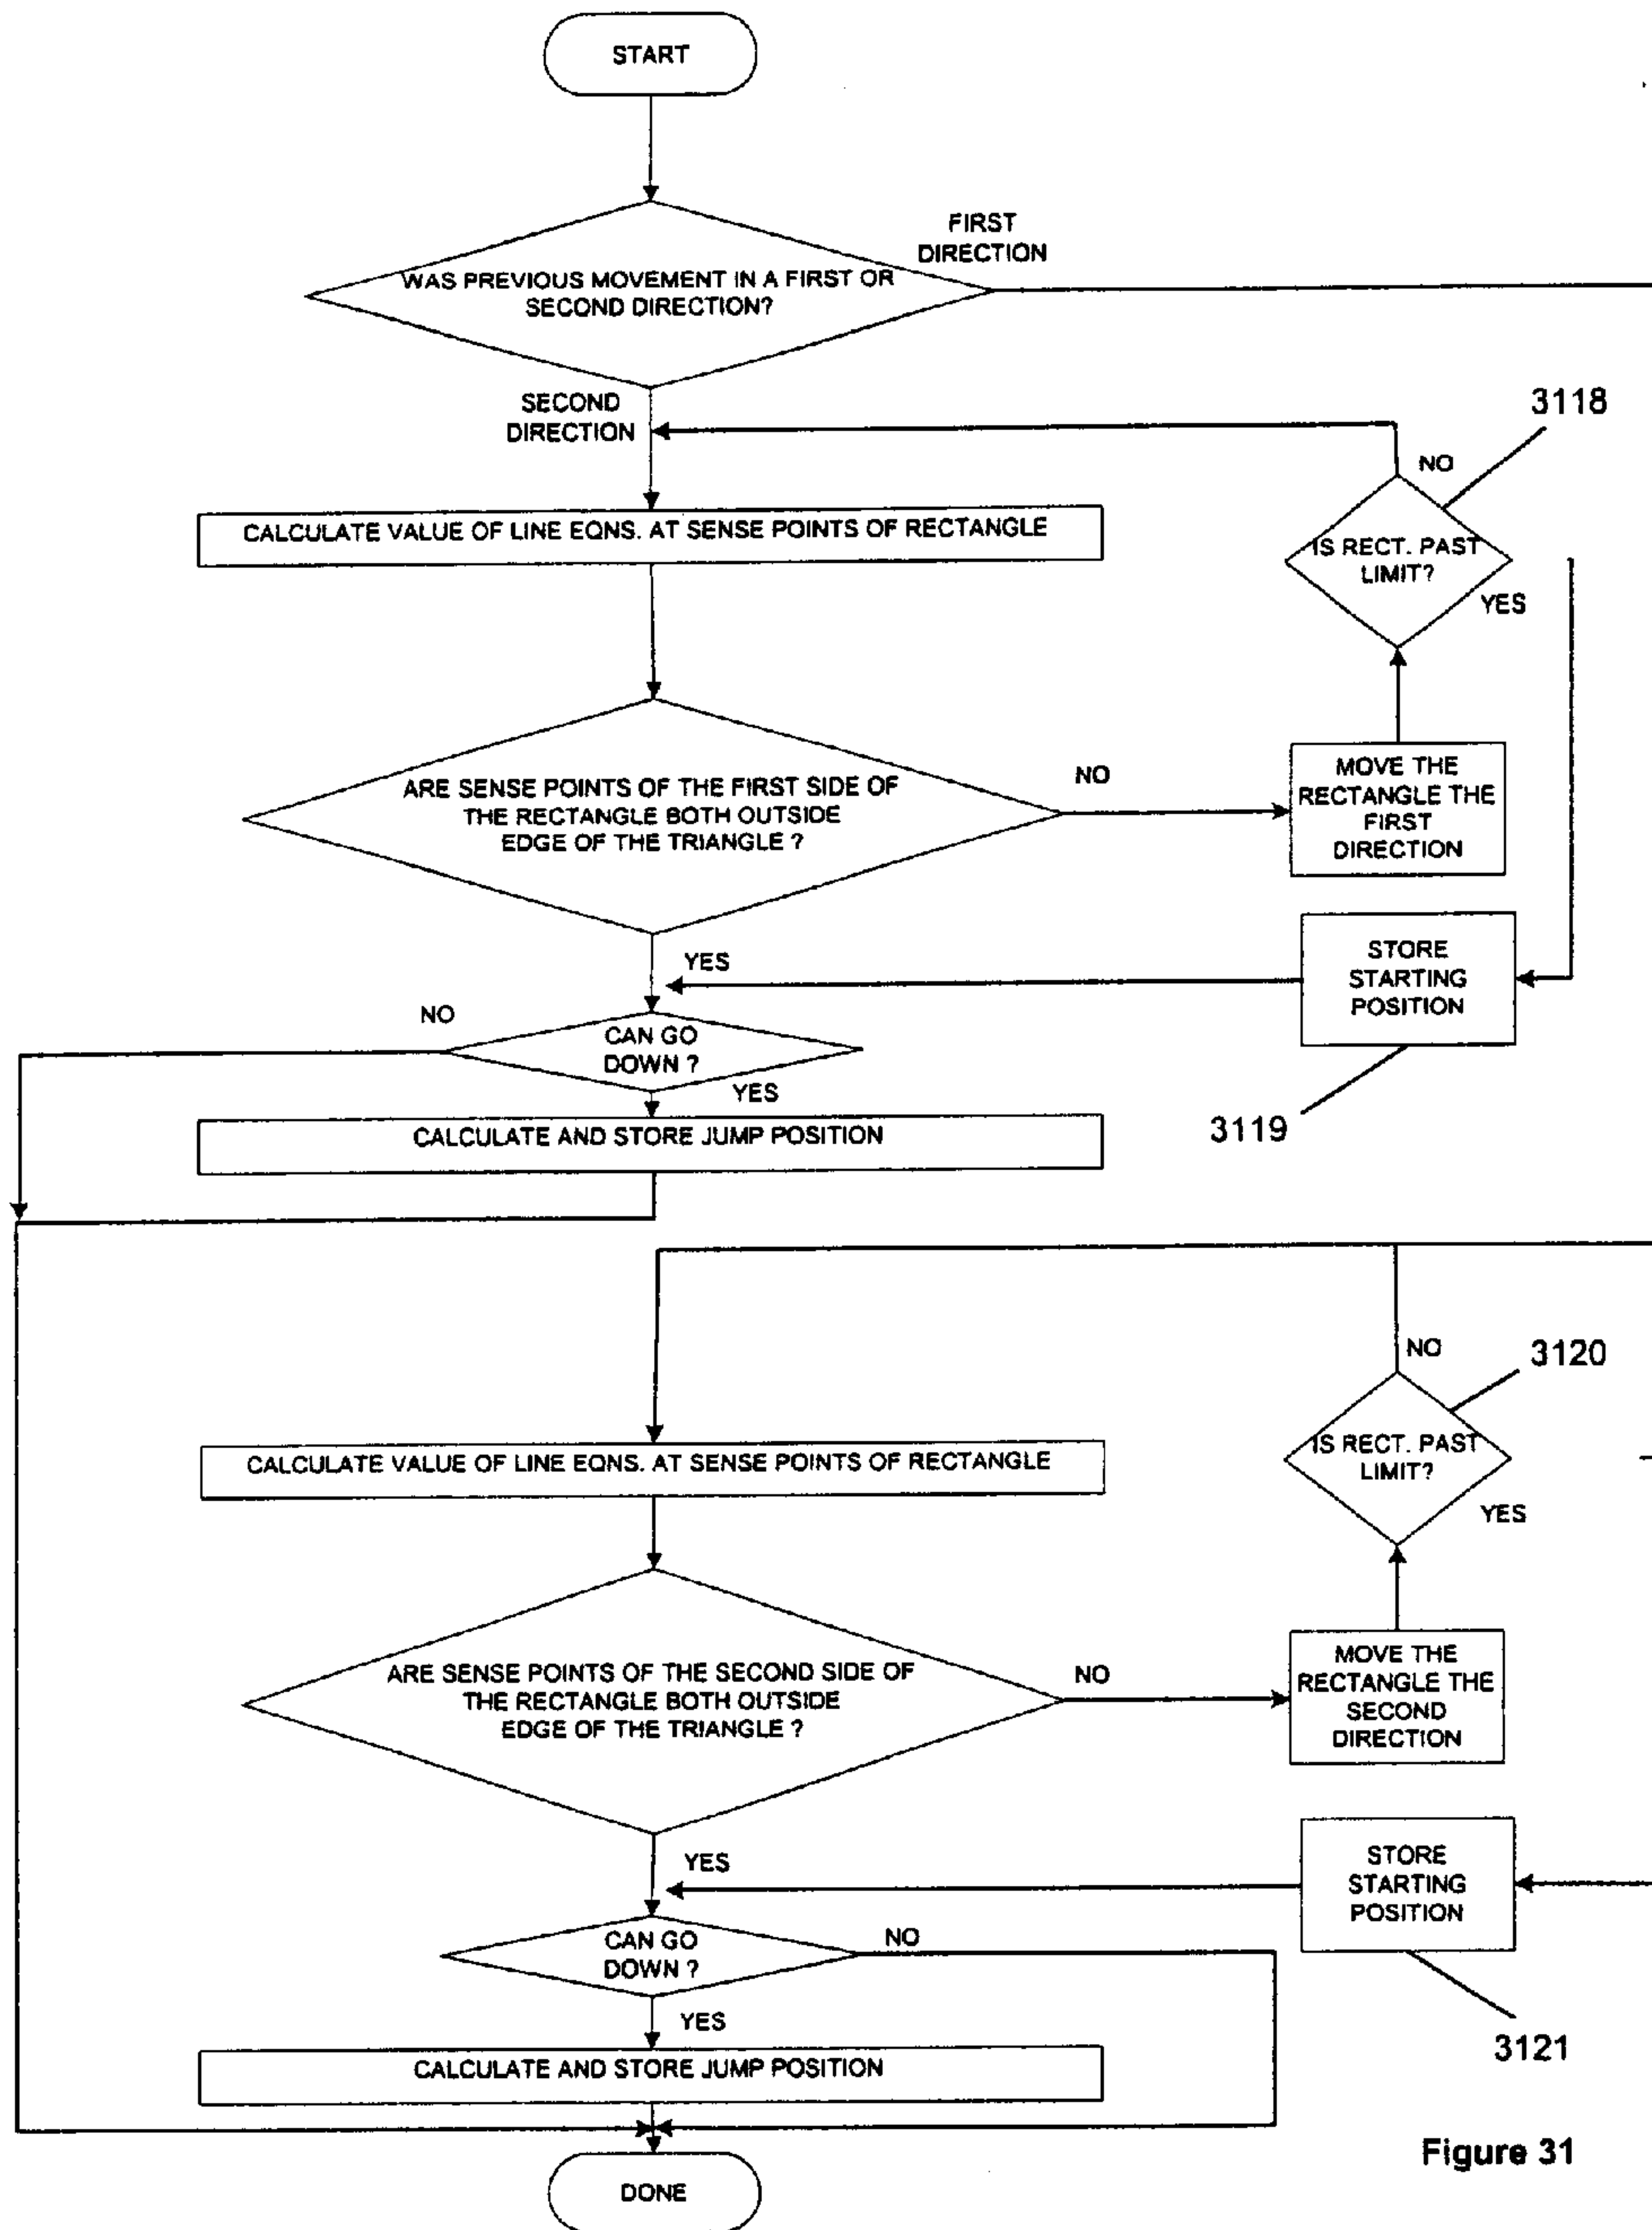 START
FIRST
DIRECTION
WAS PREVIOUS MOVEMENT IN A FIRST OR
SECOND DIRECTION?
SECOND
DIRECTION
3118
NO
CALCULATE VALUE OF LINE EQNS. AT SENSE POINTS OF RECTANGLE
IS RECT. PAST
LIMIT?
YES
ARE SENSE POINTS OF THE FIRST SIDE OF
THE RECTANGLE BOTH OUTSIDE
EDGE OF THE TRIANGLE ?
NO
MOVE THE
RECTANGLE THE
FIRST
DIRECTION
YES
STORE
STARTING
POSITION
NO
CAN GO
DOWN ?
YES
3119
CALCULATE AND STORE JUMP POSITION
NO
3120
CALCULATE VALUE OF LINE EQNS. AT SENSE POINTS OF RECTANGLE
IS RECT. PAST
LIMIT?
YES
ARE SENSE POINTS OF THE SECOND SIDE OF
THE RECTANGLE BOTH OUTSIDE
EDGE OF THE TRIANGLE ?
NO
MOVE THE
RECTANGLE THE
SECOND
DIRECTION
YES
STORE
STARTING
POSITION
CAN GO
DOWN ?
NO
YES
3121
CALCULATE AND STORE JUMP POSITION
Figure 31
DONE